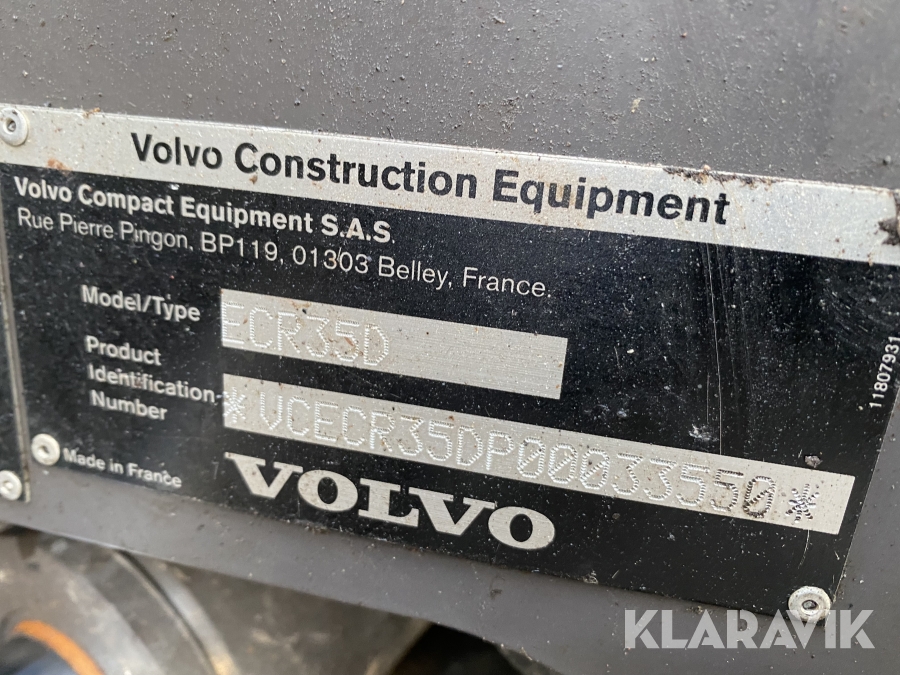 Volvo Construction Equipment
Volvo Compact Equipment S.A.S.
Rue Pierre Pingon, BP119, 01303 Belley, France.
Model/Type ECR35D
Product
Identification-
Number
*VCECR35DP00033550*
Made in France
VOLVO
11807931
KLARAVIK